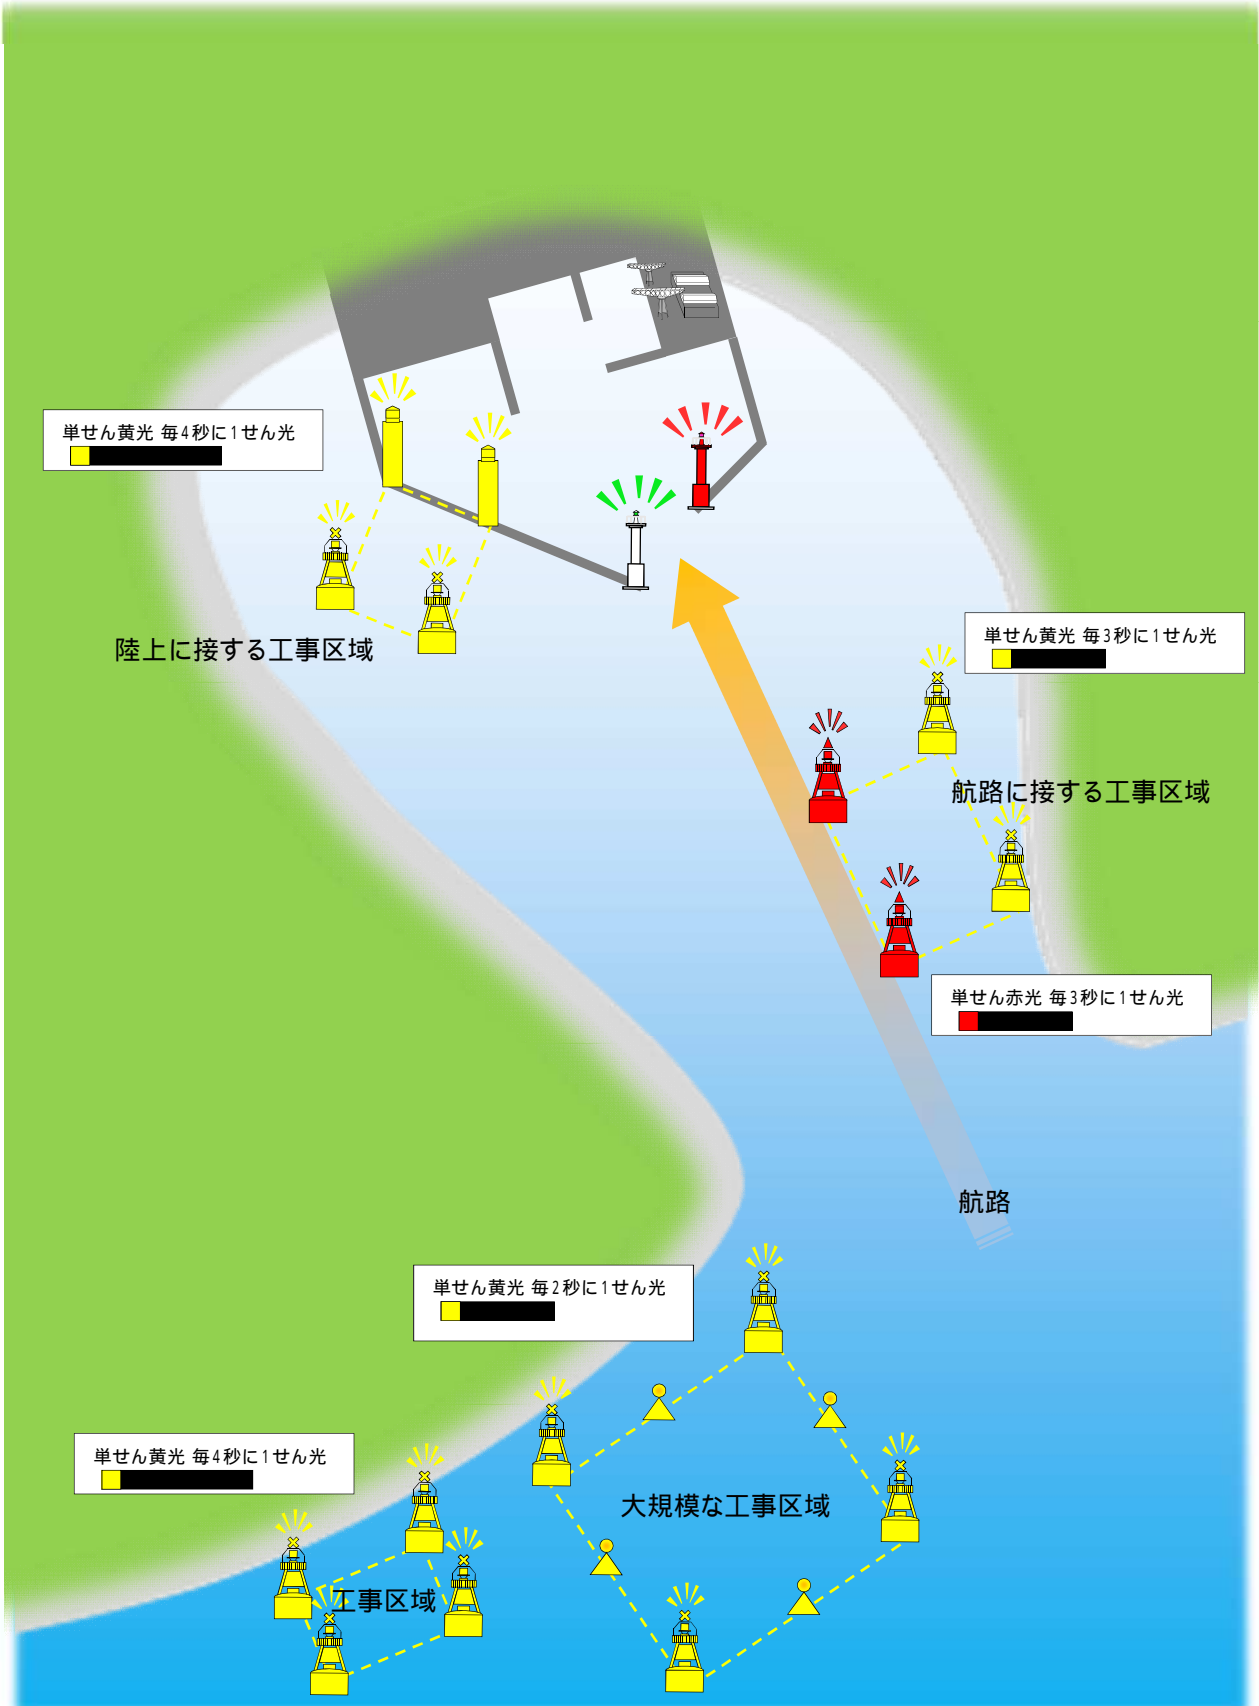 単せん黄光 毎4秒に1せん光
単せん黄光 毎3秒に1せん光
陸上に接する工事区域
航路に接する工事区域
単せん赤光 毎3秒に1せん光
航路
単せん黄光 毎2秒に1せん光
単せん黄光 毎4秒に1せん光
大規模な工事区域
工事区域